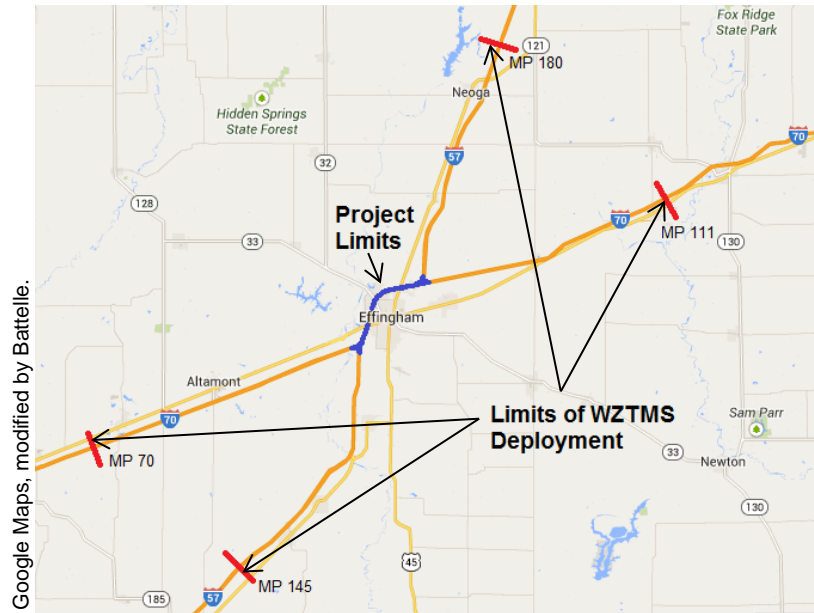 Fox Ridge
State Park
121
MP 180
Neoga
Hidden Springs
State Forest
57
70
32
128
Project
Limits
33
70
MP 111
130
Effingham
Altamont
70
Limits of WZTMS
Deployment
Sam Parr
MP 70
33
Newton
130
45
MP 145
185
57
Google Maps, modified by Battelle.